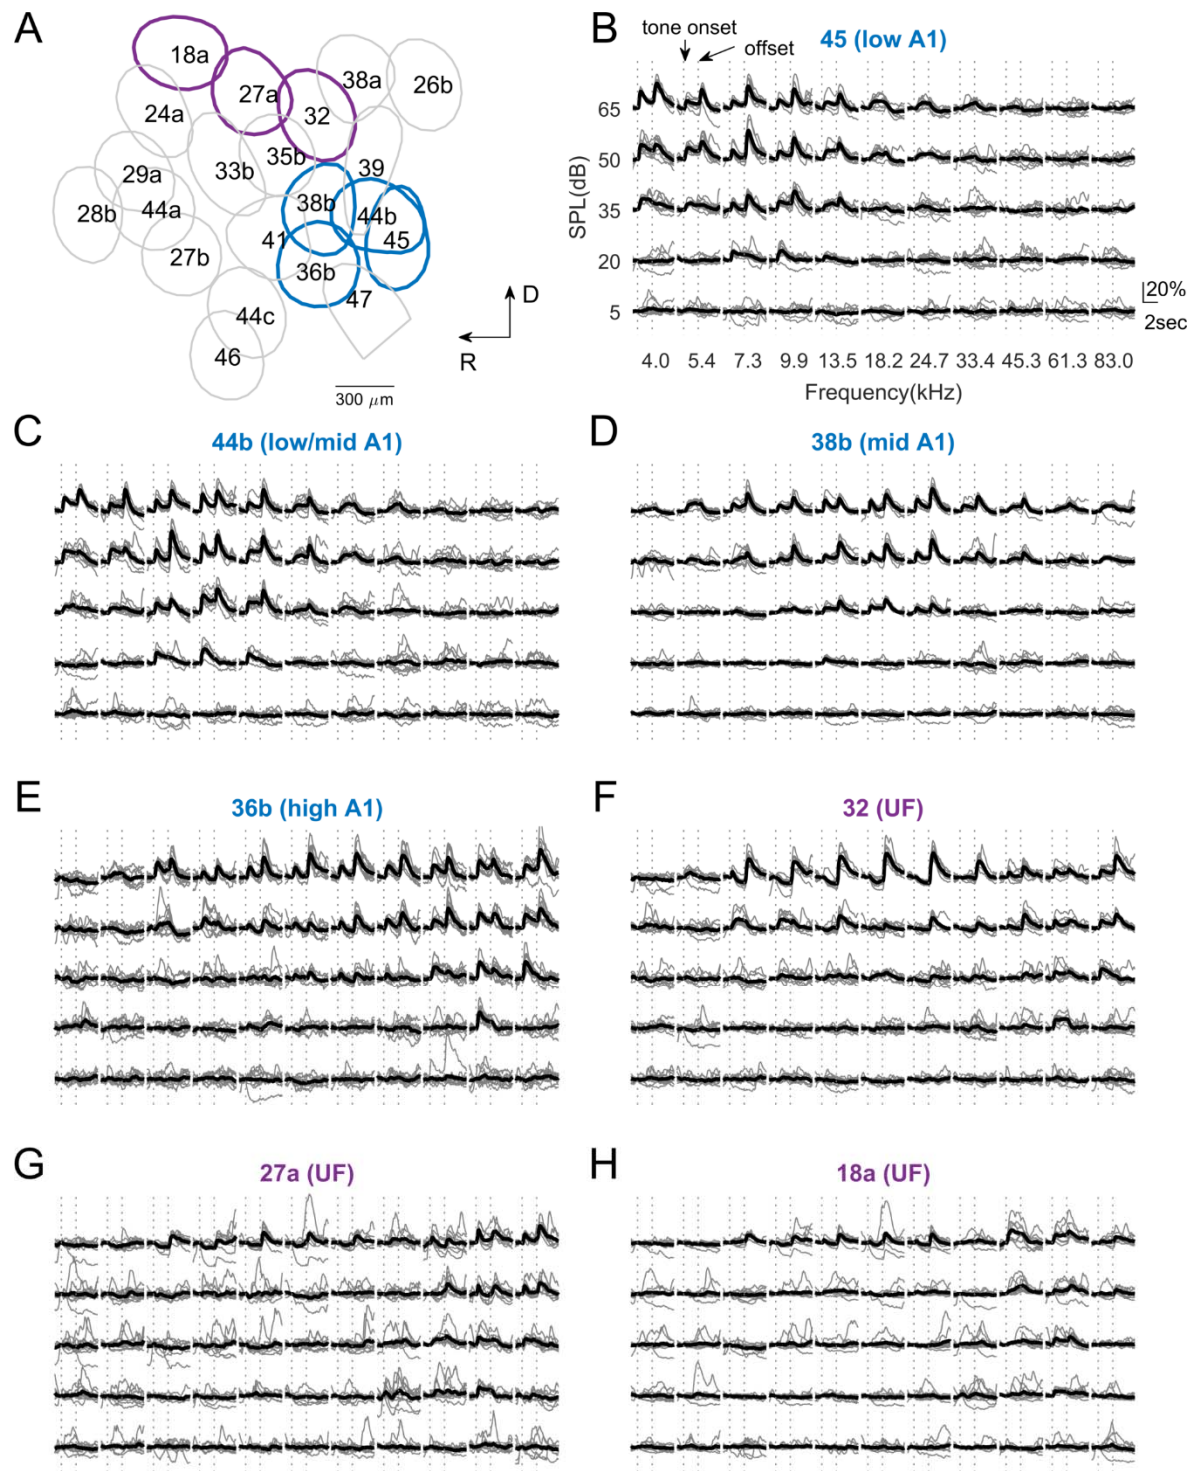 A
18a
27a
32
38a
26b
24a
33b
35b
39
29a
44a
28b
27b
38b
44b
45
41
36b
47
44c
46
D
R
300 μm
B
45 (low A1)
tone onset
offset
65
50
35
20
5
SPL(dB)
20%
2sec
4.0 5.4 7.3 9.9 13.5 18.2 24.7 33.4 45.3 61.3 83.0
Frequency(kHz)
C
44b (low/mid A1)
D
38b (mid A1)
E
36b (high A1)
F
32 (UF)
G
27a (UF)
H
18a (UF)